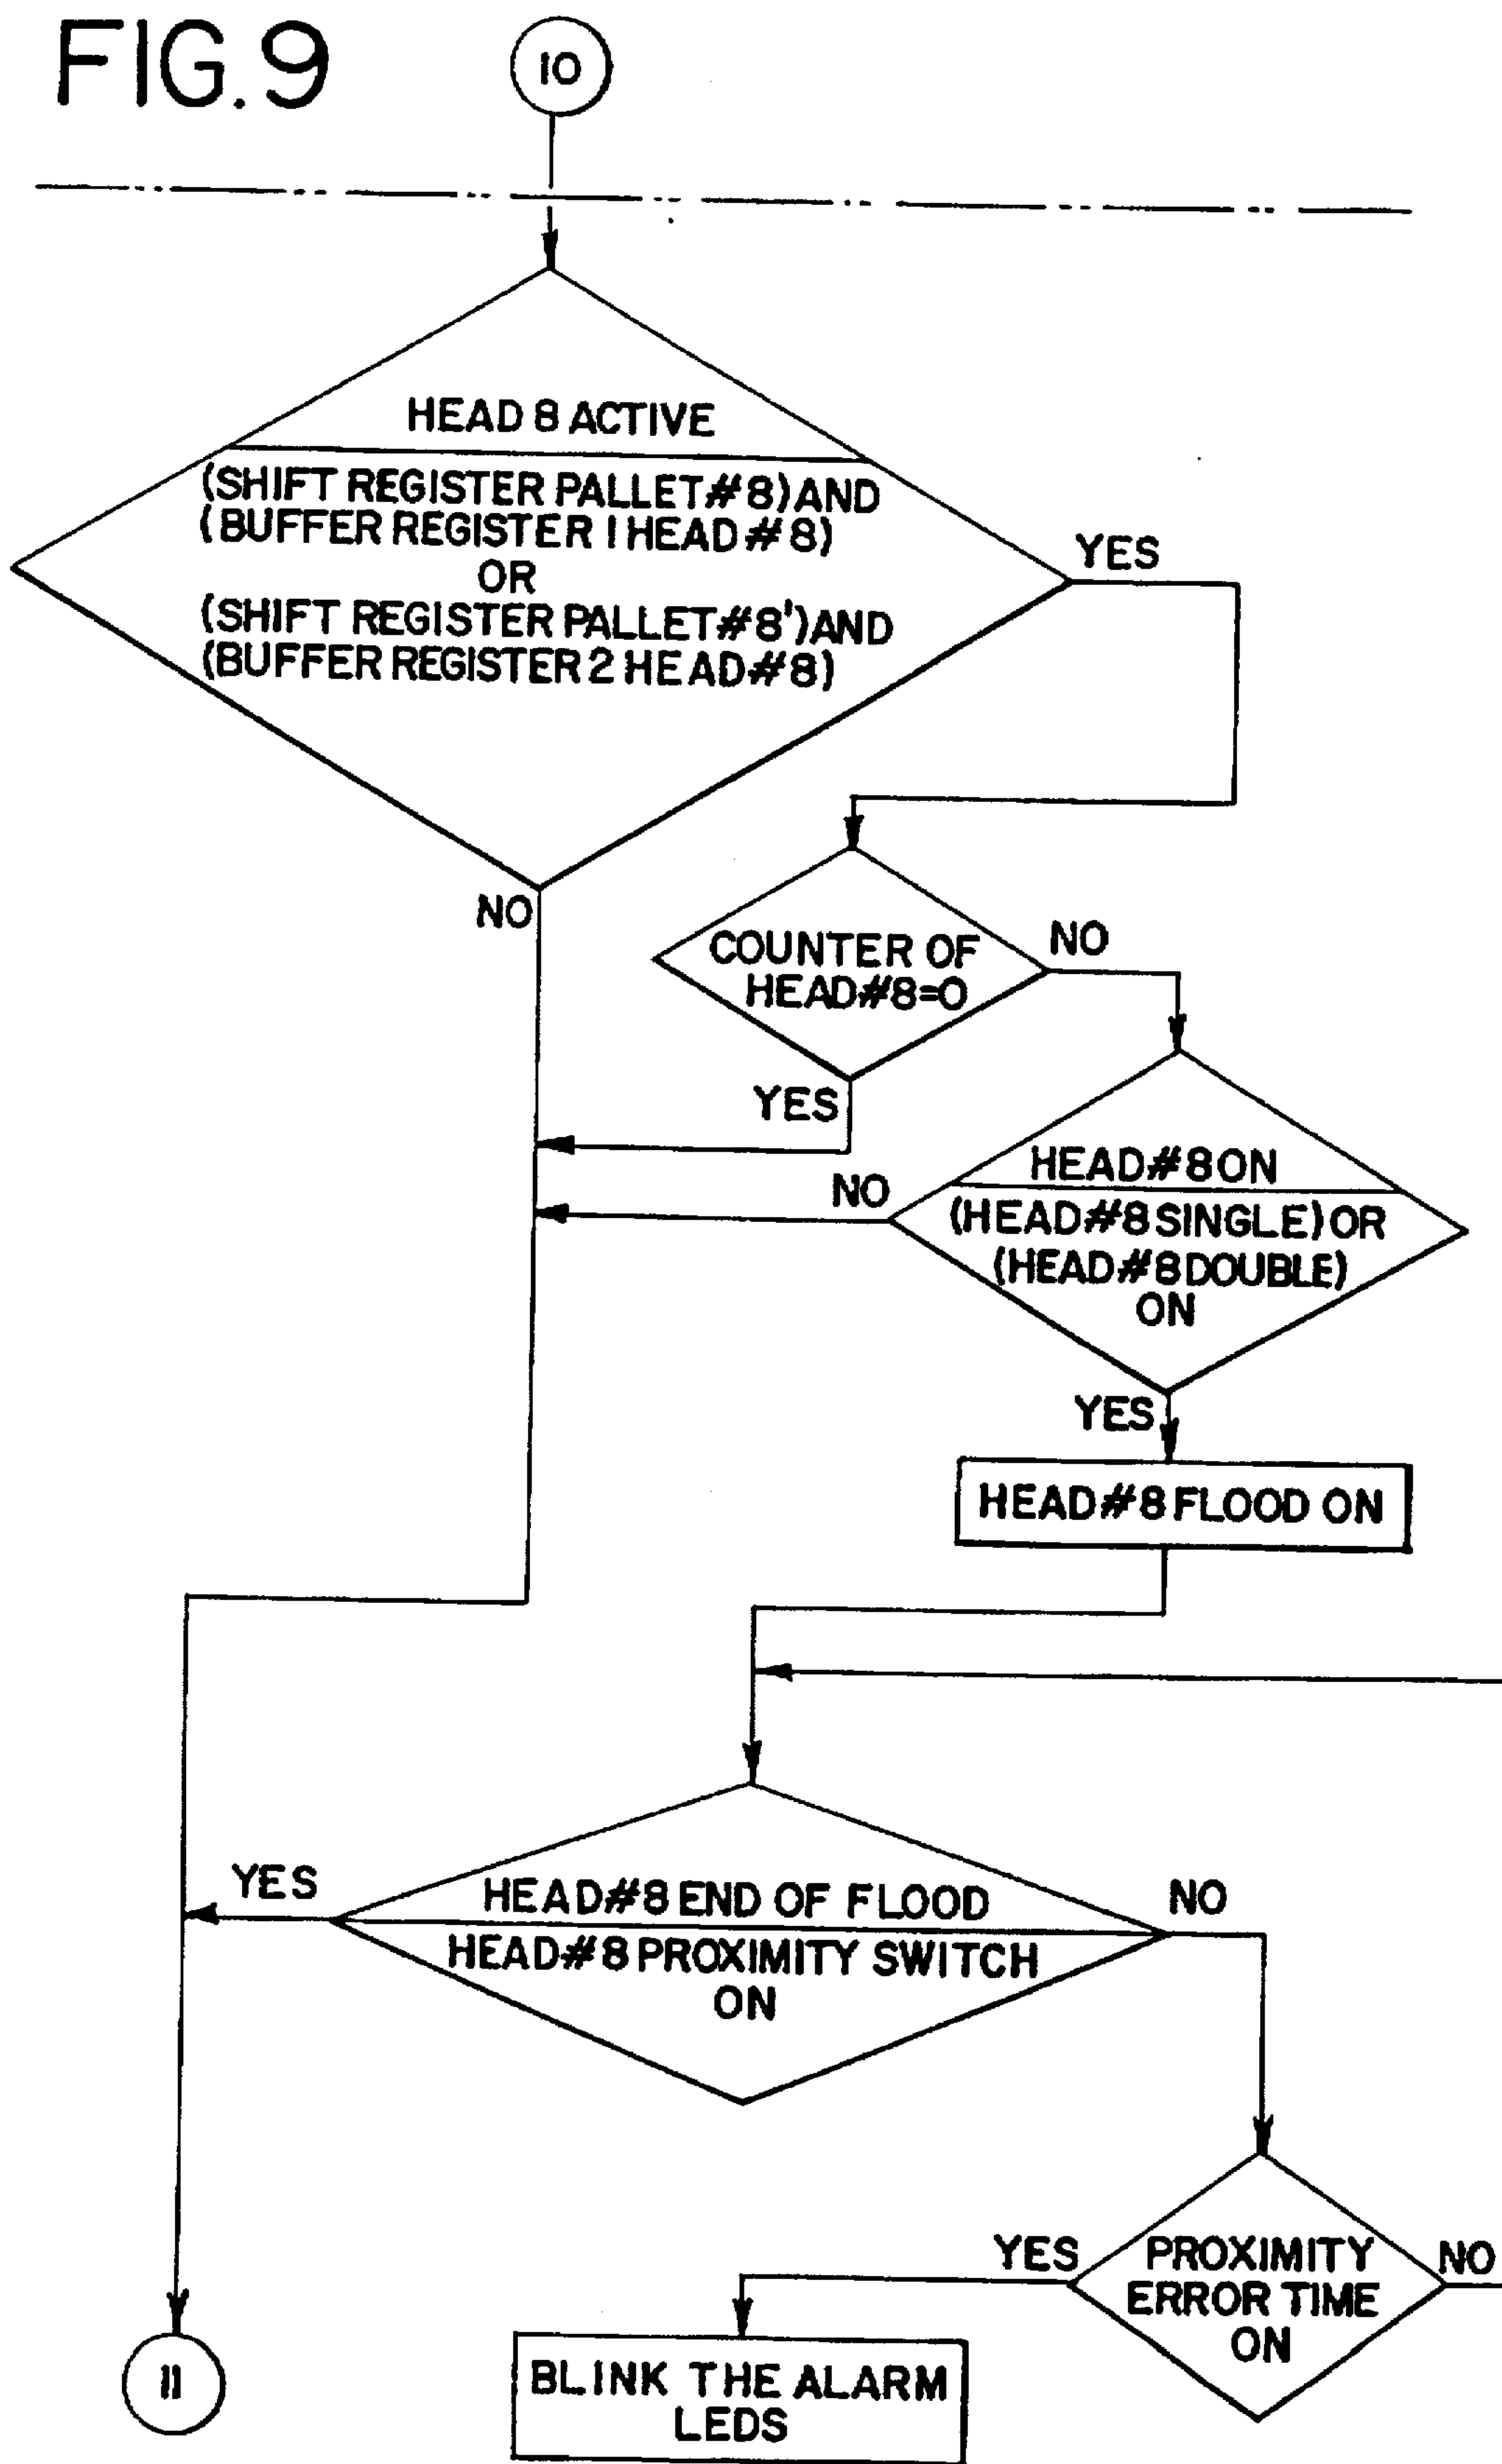 FIG. 9
10
HEAD 8 ACTIVE
(SHIFT REGISTER PALLET#8)AND
(BUFFER REGISTER 1 HEAD#8)
OR
(SHIFT REGISTER PALLET#8')AND
(BUFFER REGISTER 2 HEAD#8)
YES
NO
COUNTER OF
HEAD#8=0
NO
YES
HEAD#8 ON
(HEAD#8 SINGLE) OR
(HEAD#8 DOUBLE)
ON
NO
YES
HEAD#8 FLOOD ON
YES
HEAD#8 END OF FLOOD
HEAD#8 PROXIMITY SWITCH
ON
NO
YES
PROXIMITY
ERROR TIME
ON
NO
BLINK THE ALARM
LEDS
11